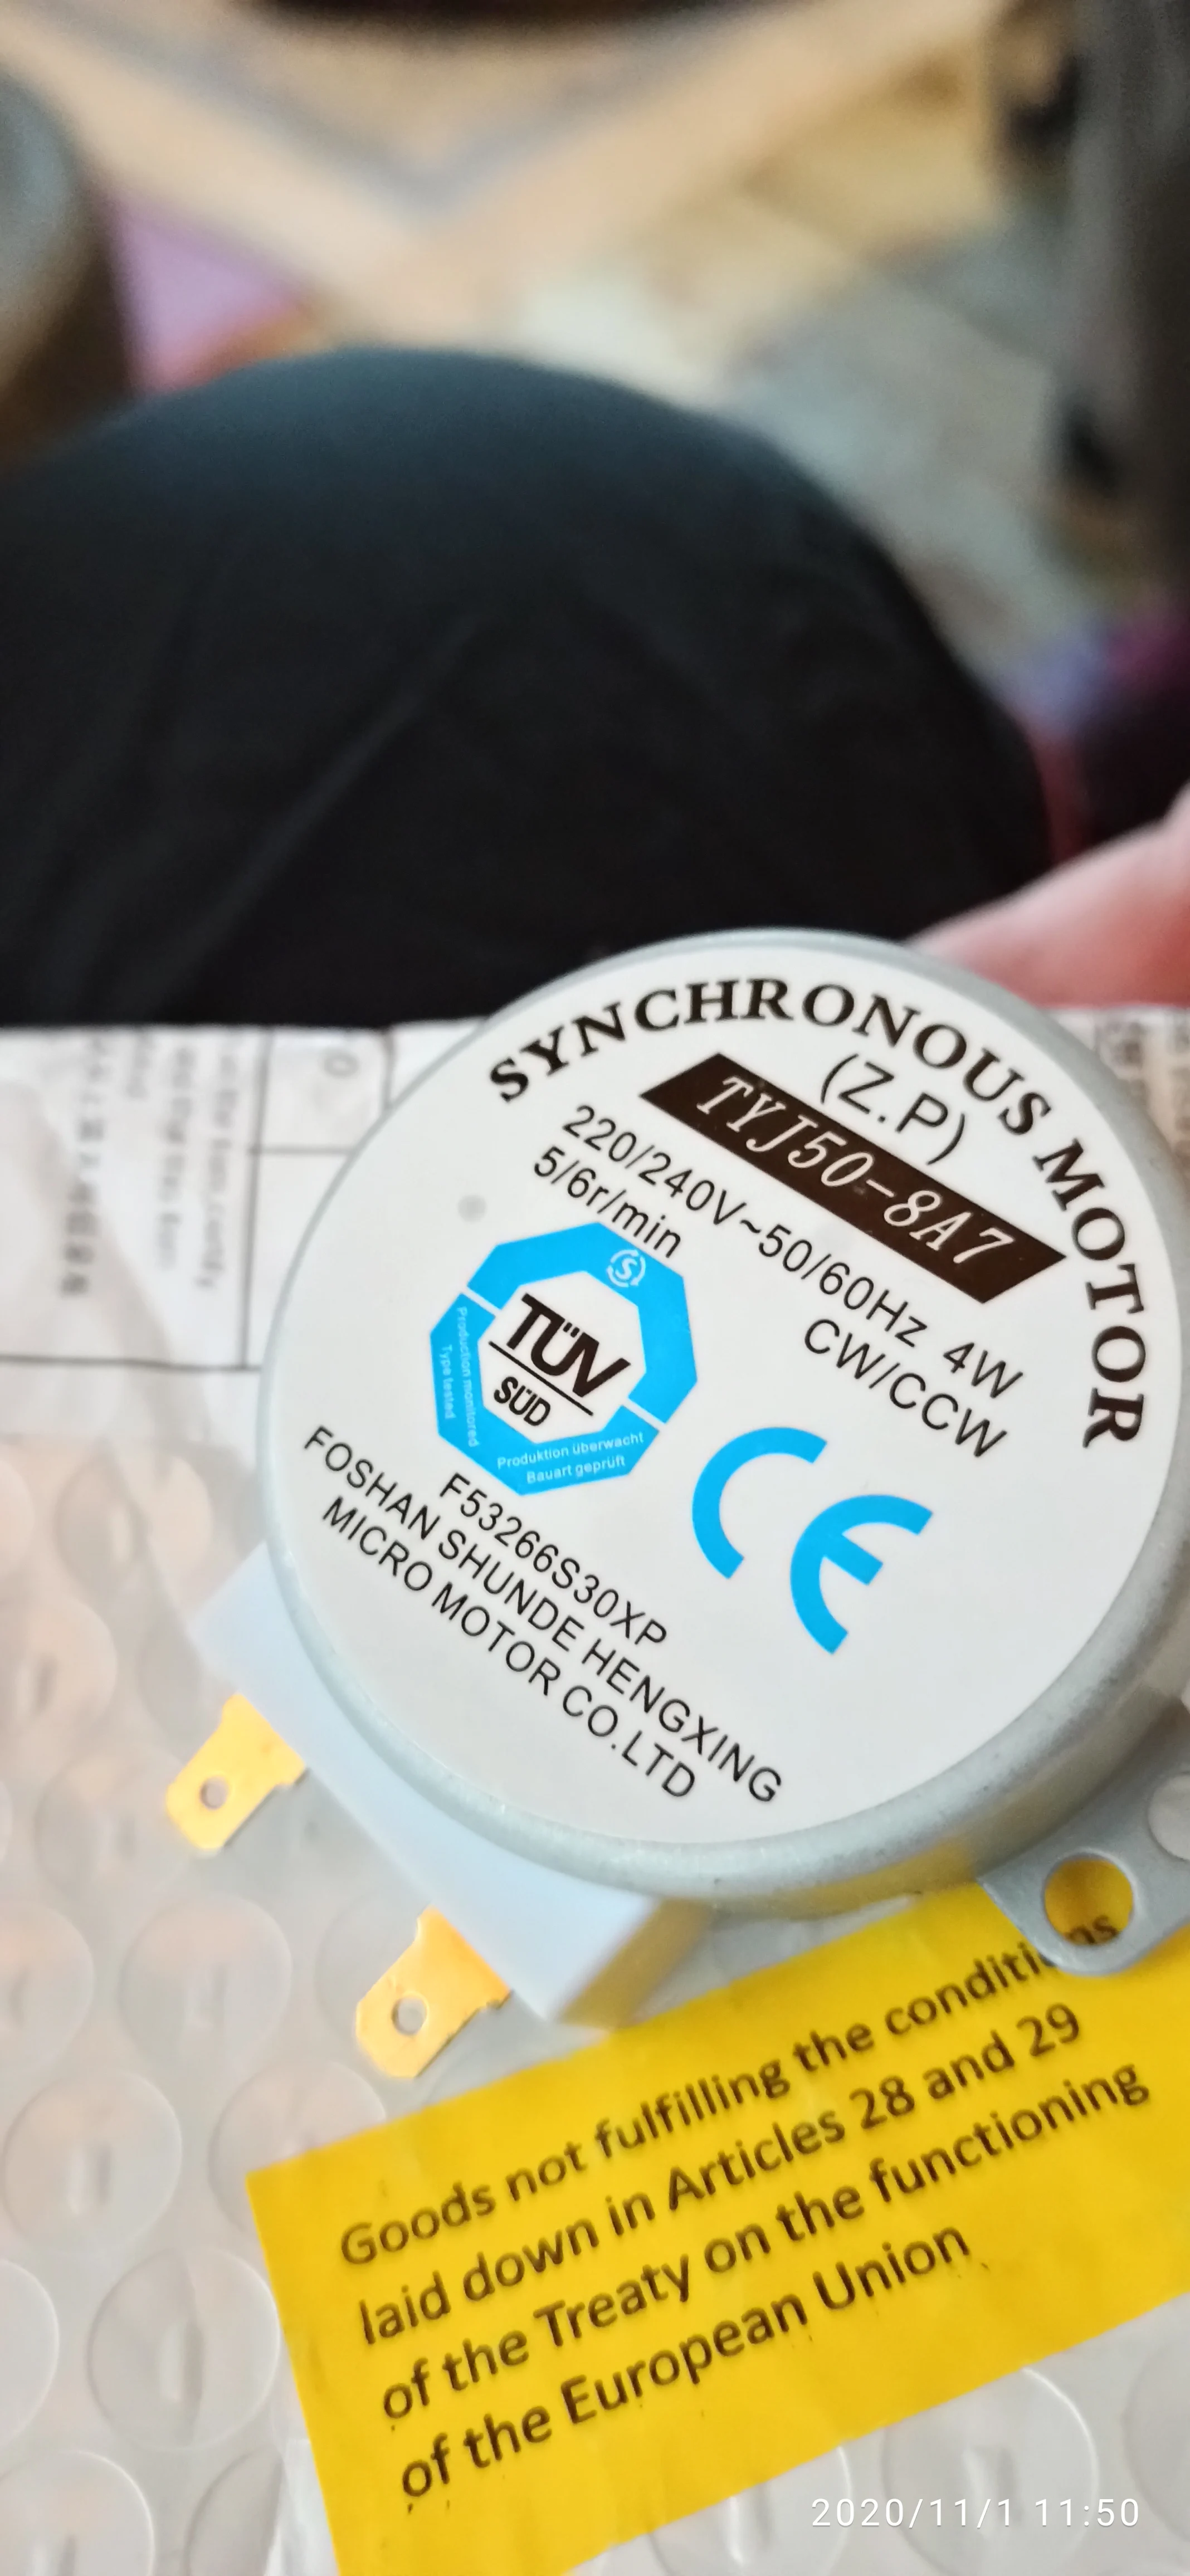 SYNCHRONOUS MOTOR
(Z.P)
TYJ50-8A7
220/240V~50/60Hz 4W
5/6r/min CW/CCW
S
TÜV
SÜD
Production monitored
Type tested
Produktion überwacht
Bauart geprüft
CE
F53266S30XP
FOSHAN SHUNDE HENGXING
MICRO MOTOR CO.LTD
Goods not fulfilling the conditions
laid down in Articles 28 and 29
of the Treaty on the functioning
of the European Union
2020/11/1 11:50